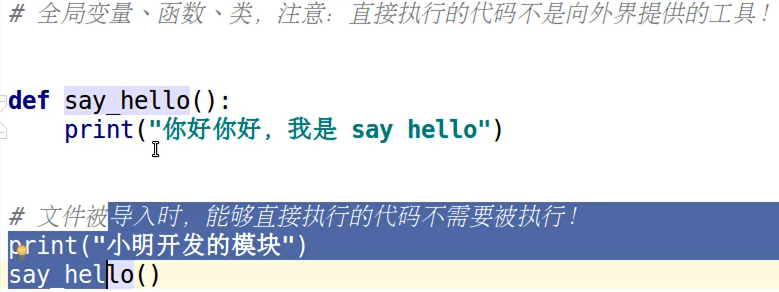 # 全局变量、函数、类，注意：直接执行的代码不是向外界提供的工具！
def say_hello():
print("你好你好，我是 say hello")
# 文件被导入时，能够直接执行的代码不需要被执行！
print("小明开发的模块")
say_hello()